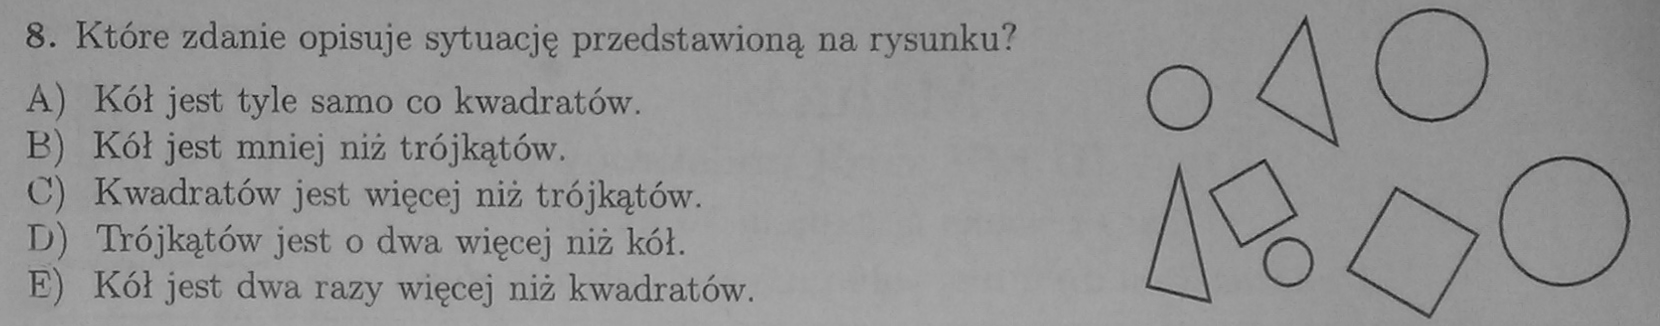 8. Które zdanie opisuje sytuację przedstawioną na rysunku?
A) Kół jest tyle samo co kwadratów.
B) Kół jest mniej niż trójkątów.
C) Kwadratów jest więcej niż trójkątów.
D) Trójkątów jest o dwa więcej niż kół.
E) Kół jest dwa razy więcej niż kwadratów.